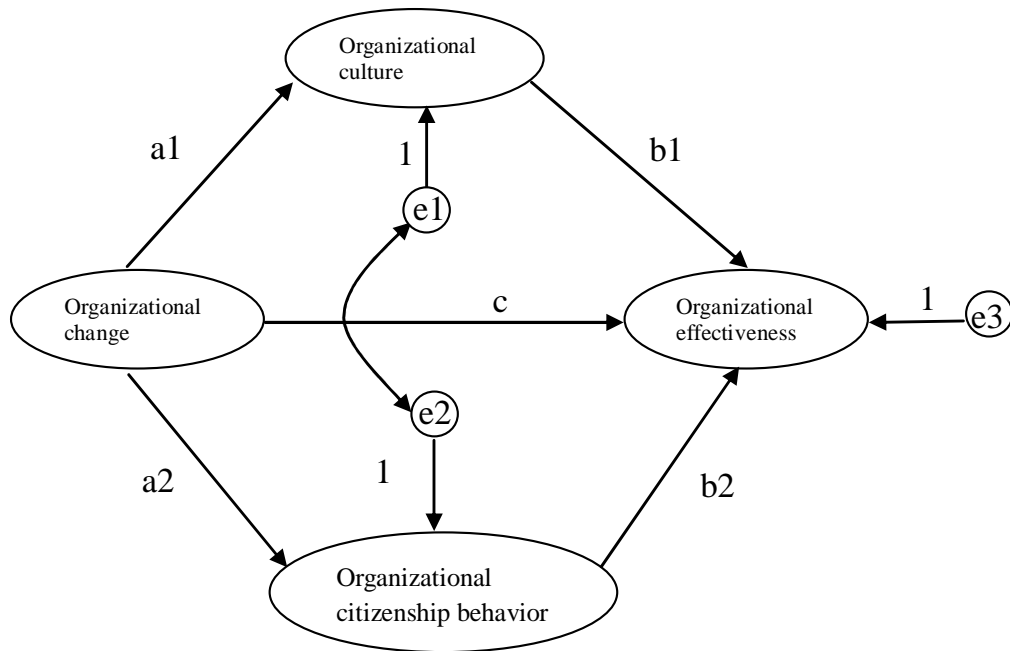 Organizational
culture
a1
1
b1
e1
Organizational
change
c
Organizational
effectiveness
1
e3
e2
a2
1
b2
Organizational
citizenship behavior